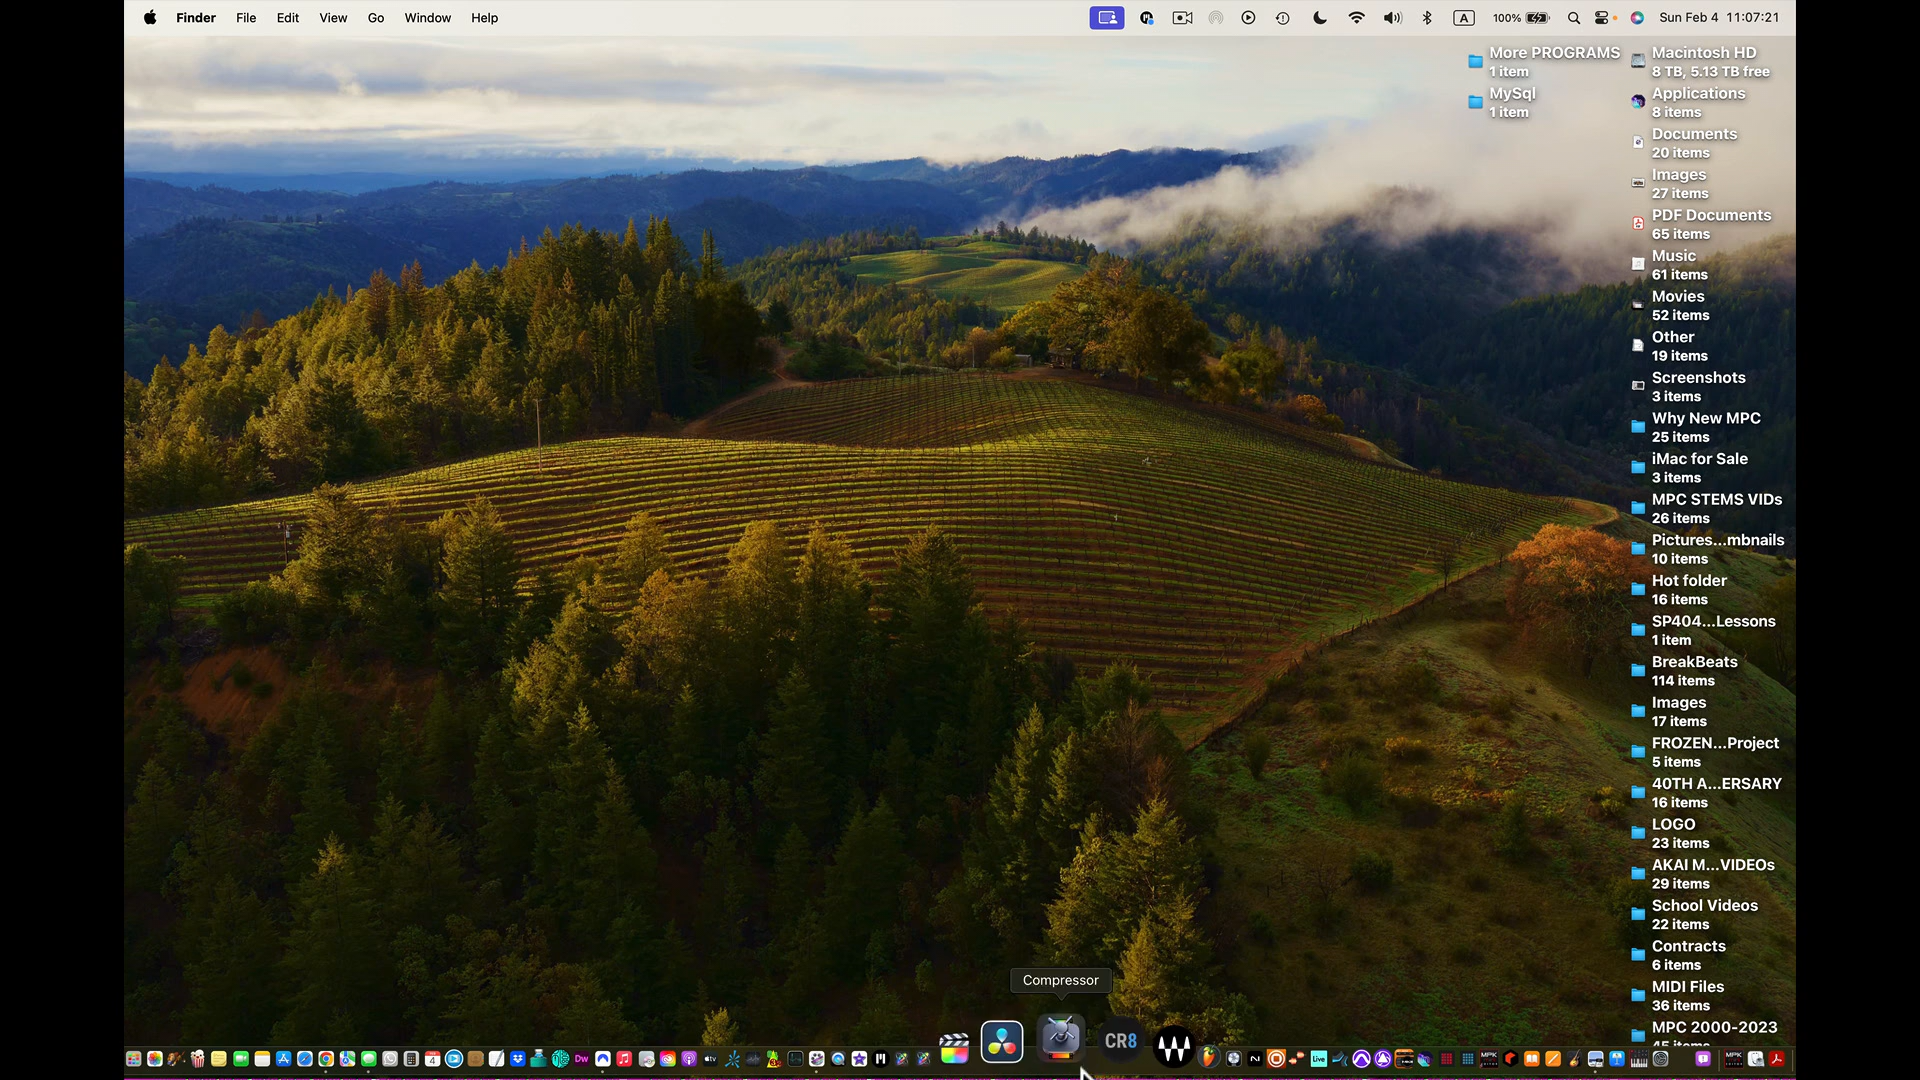 Finder File Edit View Go Window Help
A 100% Sun Feb 4 11:07:21
More PROGRAMS
1 item
MySql
1 item
Macintosh HD
8 TB, 5.13 TB free
Applications
8 items
Documents
20 items
Images
27 items
PDF Documents
65 items
Music
61 items
Movies
52 items
Other
19 items
Screenshots
3 items
Why New MPC
25 items
iMac for Sale
3 items
MPC STEMS VIDs
26 items
Pictures...mbnails
10 items
Hot folder
16 items
SP404...Lessons
1 item
BreakBeats
114 items
Images
17 items
FROZEN...Project
5 items
40TH A...ERSARY
16 items
LOGO
23 items
AKAI M...VIDEOs
29 items
School Videos
22 items
Contracts
6 items
MIDI Files
36 items
MPC 2000-2023
Compressor
CR8
4
Dw
tv
Live